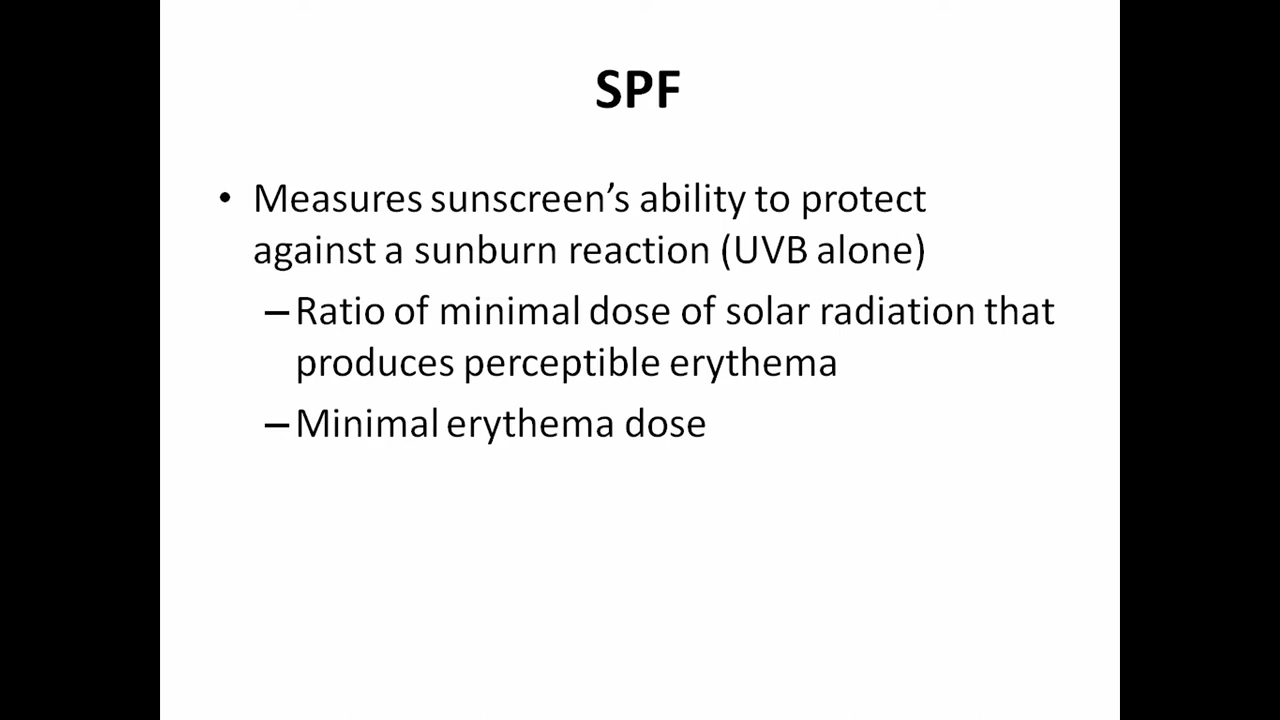 SPF
• Measures sunscreen’s ability to protect
against a sunburn reaction (UVB alone)
– Ratio of minimal dose of solar radiation that
produces perceptible erythema
– Minimal erythema dose